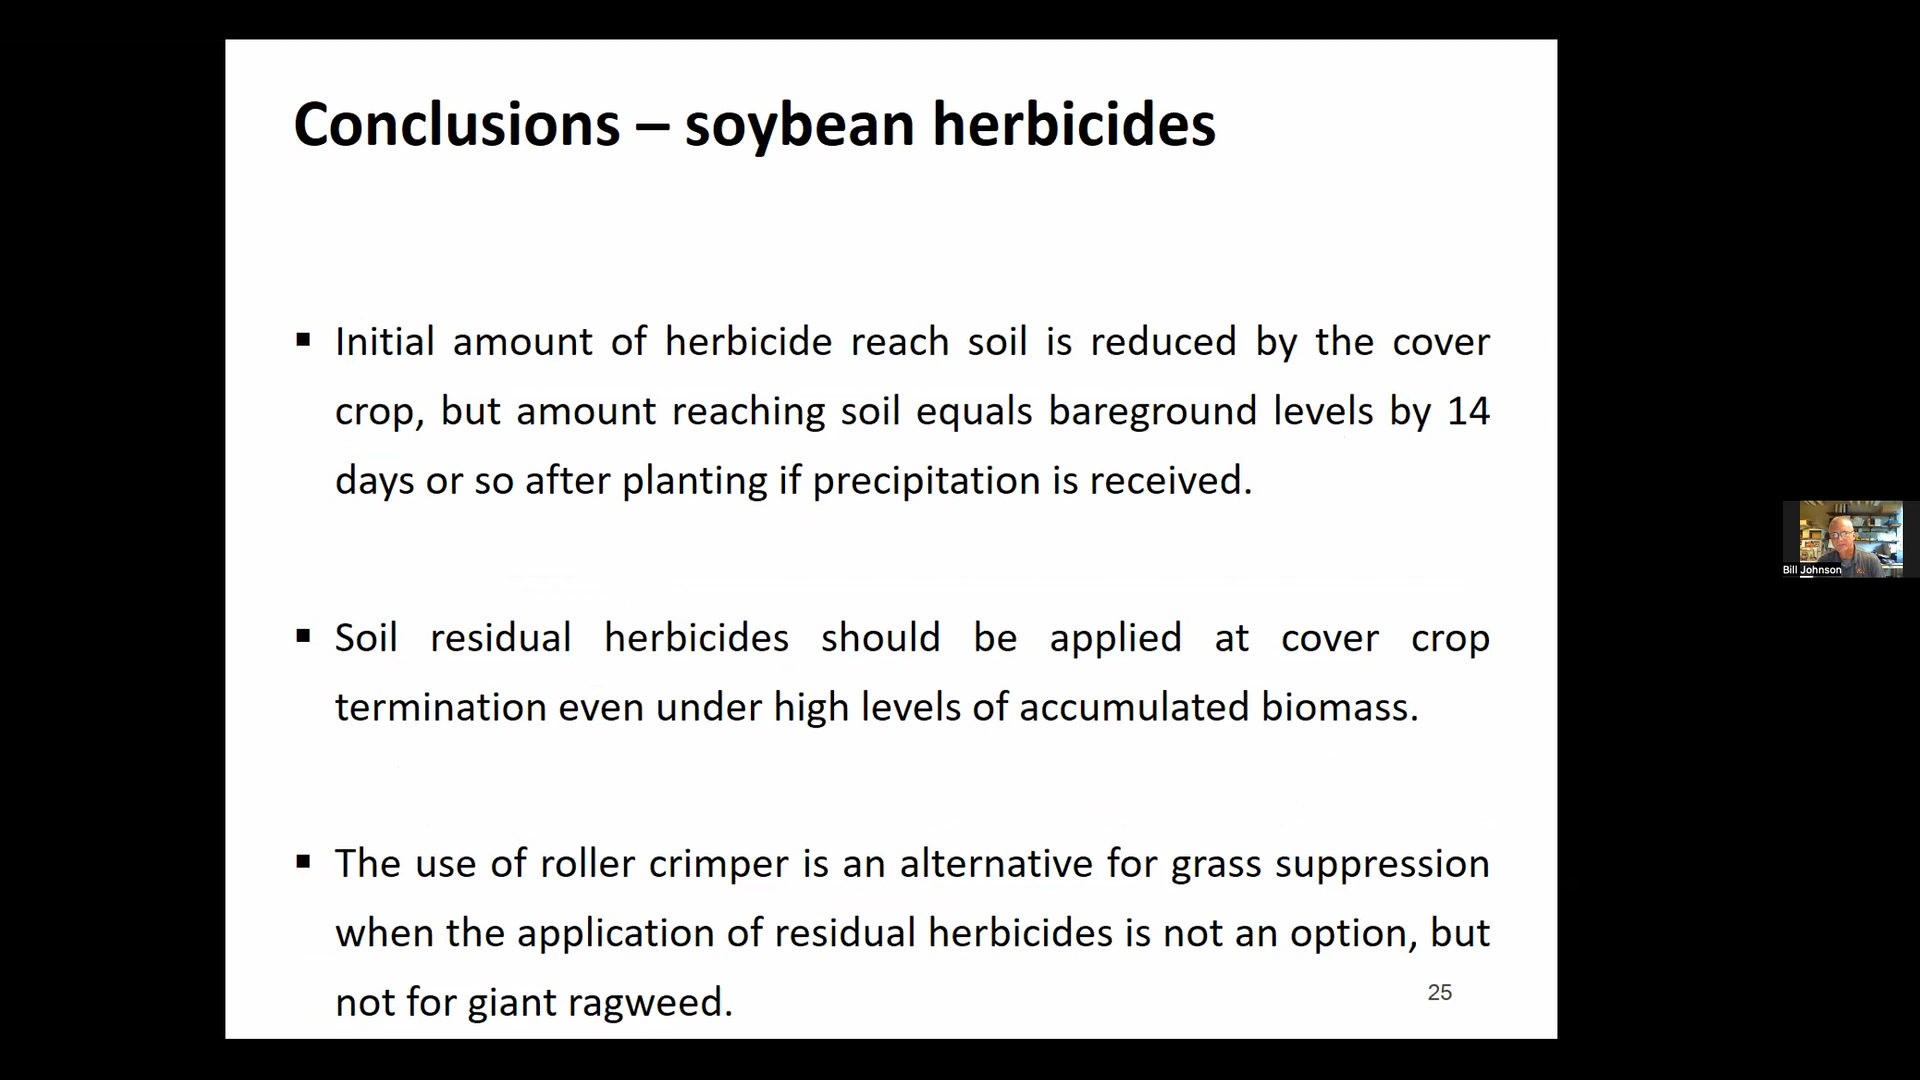 Conclusions – soybean herbicides
▪ Initial amount of herbicide reach soil is reduced by the cover
crop, but amount reaching soil equals bareground levels by 14
days or so after planting if precipitation is received.
▪ Soil residual herbicides should be applied at cover crop
termination even under high levels of accumulated biomass.
▪ The use of roller crimper is an alternative for grass suppression
when the application of residual herbicides is not an option, but
not for giant ragweed.
25
Bill Johnson